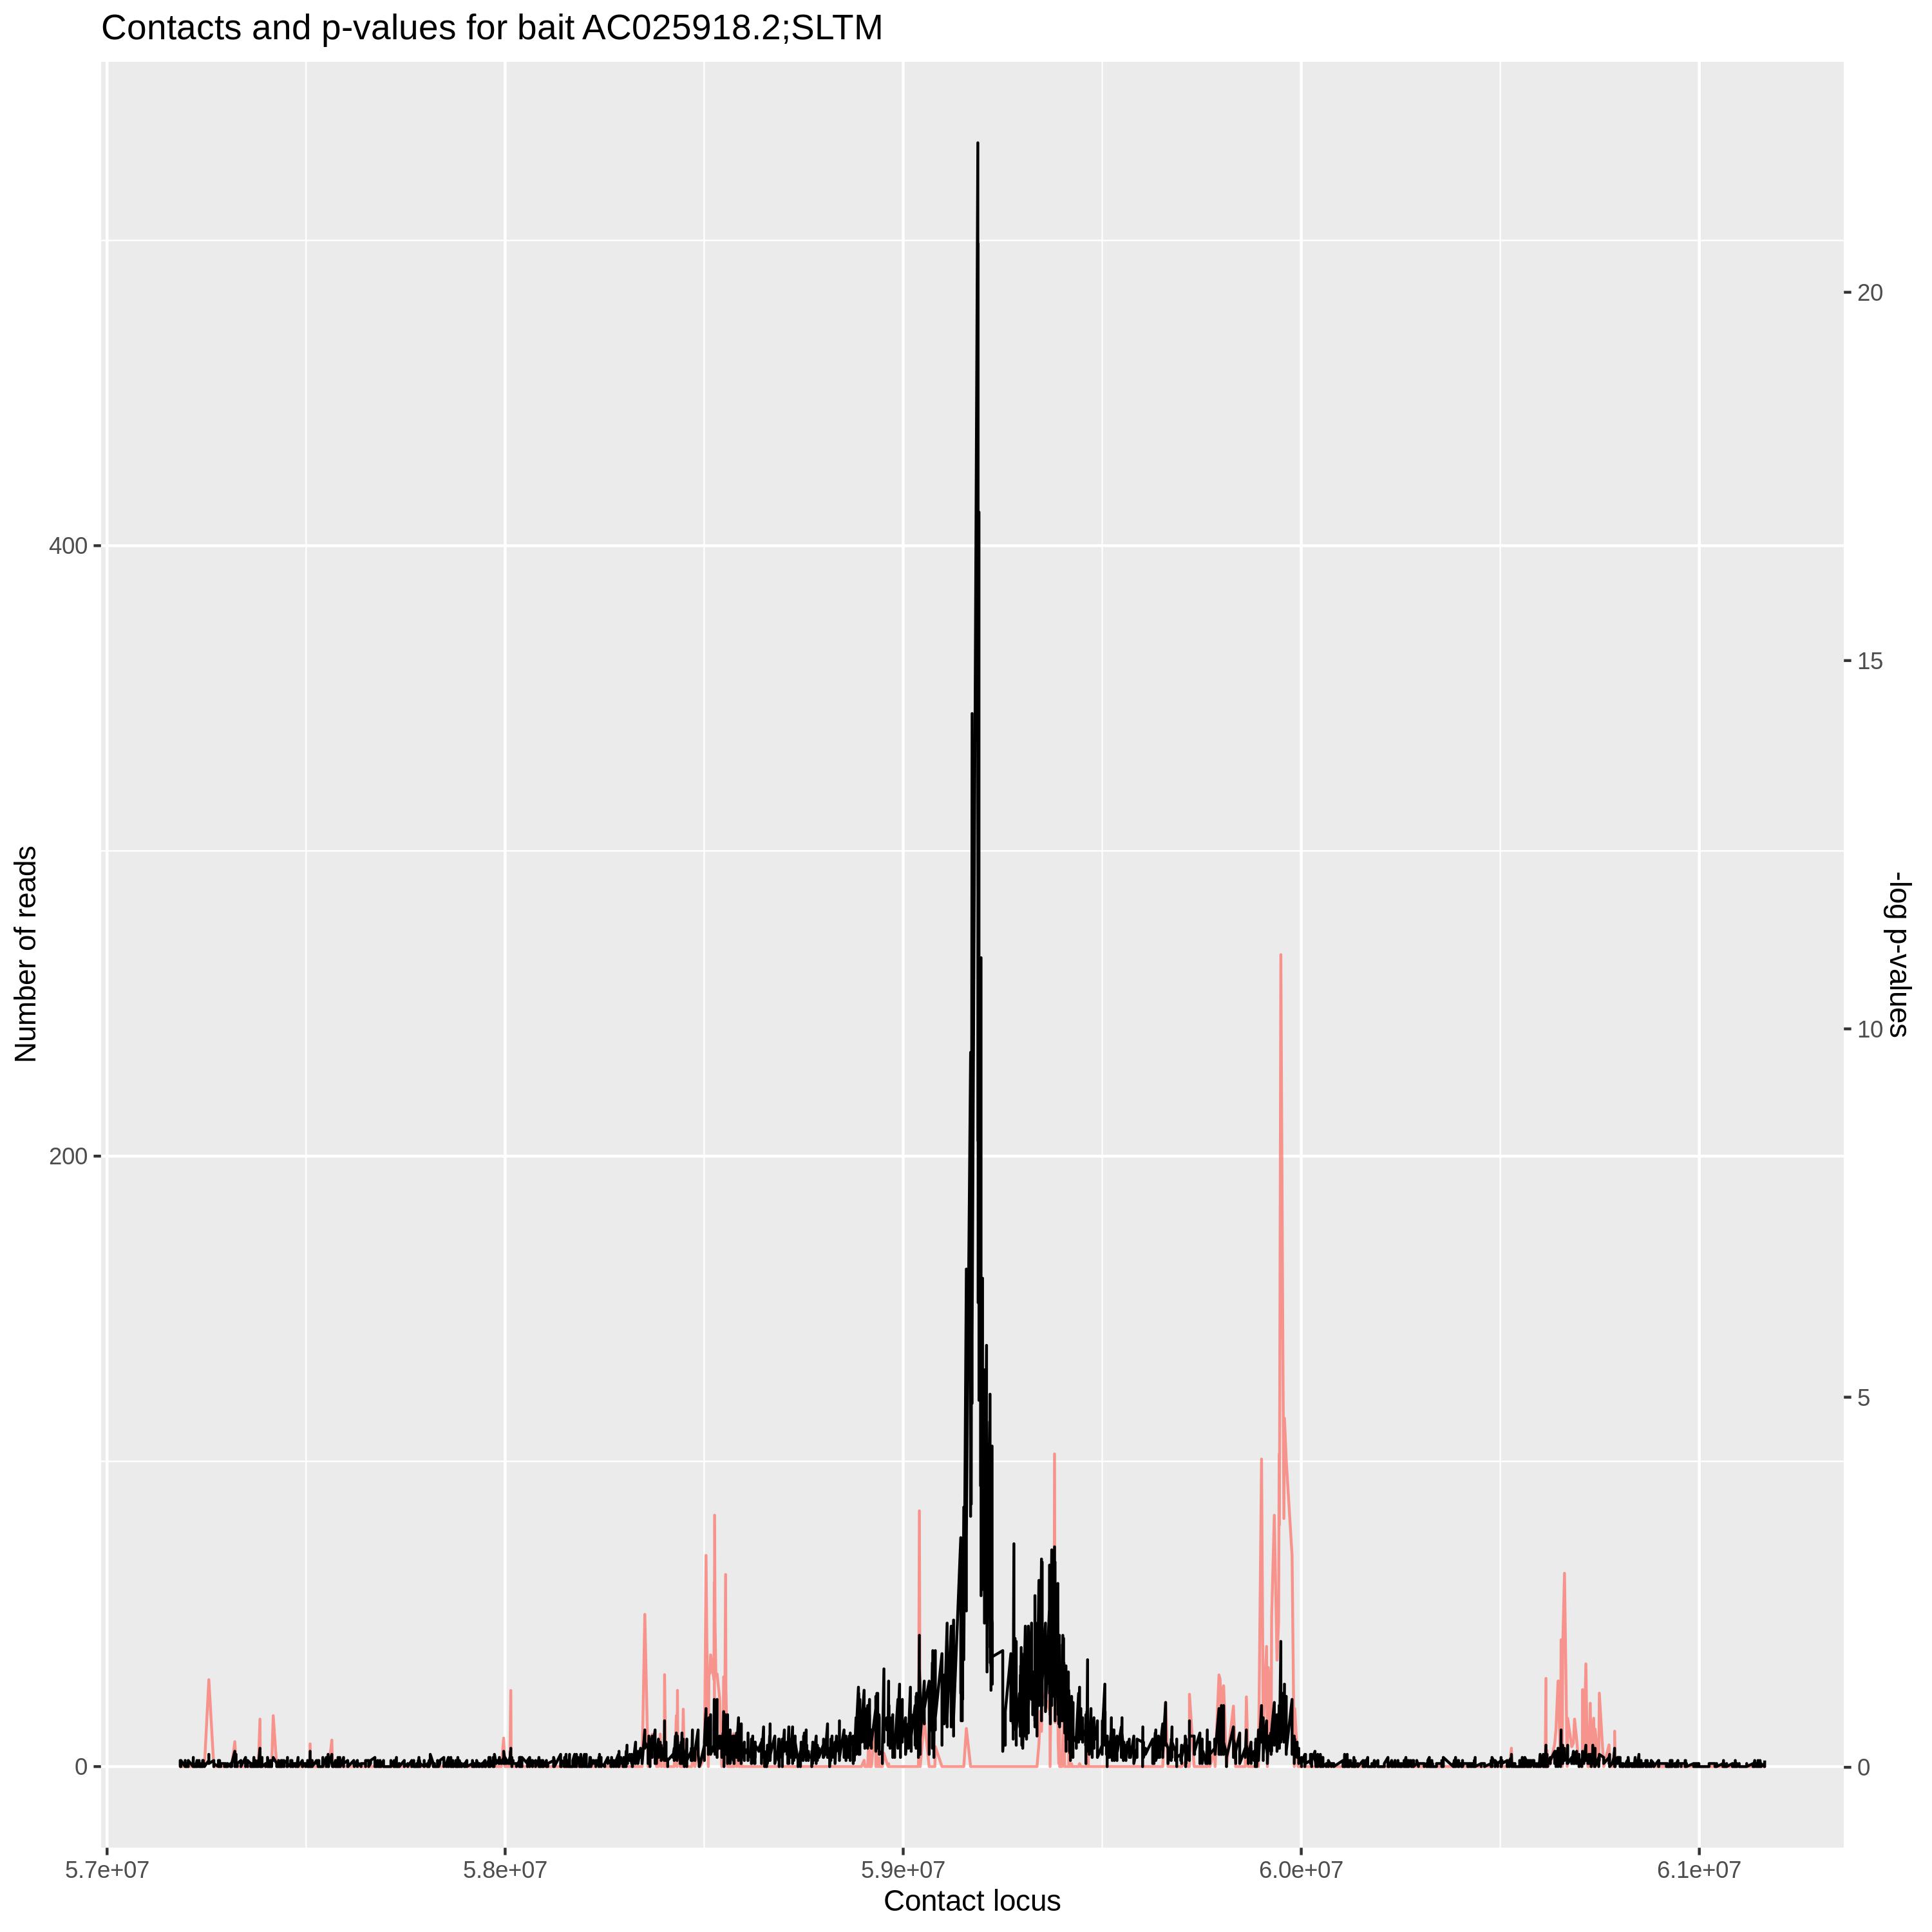 Contacts and p-values for bait AC025918.2;SLTM
Number of reads
400
200
0
20
15
10
5
0
-log p-values
5.7e+07 5.8e+07 5.9e+07 6.0e+07 6.1e+07
Contact locus